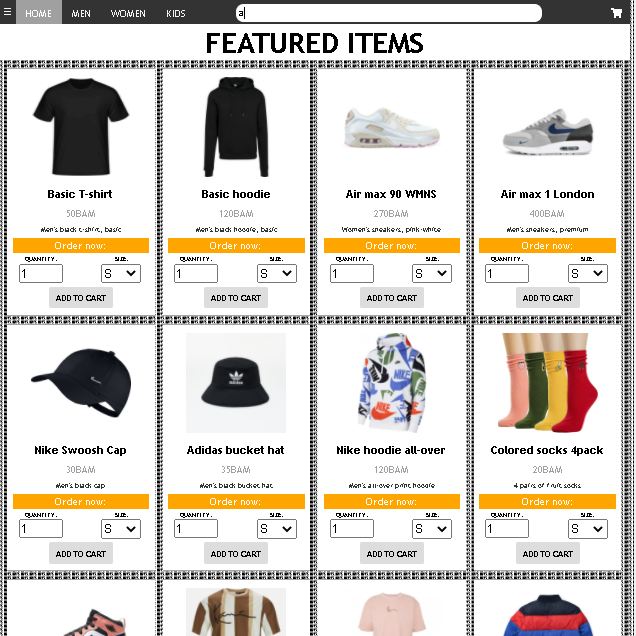 ☰ HOME MEN WOMEN KIDS a
FEATURED ITEMS
Basic T-shirt
50BAM
Men's black t-shirt, basic
Order now:
QUANTITY: SIZE:
1 S
ADD TO CART
Basic hoodie
120BAM
Men's black hoodie, basic
Order now:
QUANTITY: SIZE:
1 S
ADD TO CART
Air max 90 WMNS
270BAM
Women's sneakers, pink-white
Order now:
QUANTITY: SIZE:
1 S
ADD TO CART
Air max 1 London
400BAM
Men's sneakers, premium
Order now:
QUANTITY: SIZE:
1 S
ADD TO CART
Nike Swoosh Cap
30BAM
Men's black cap
Order now:
QUANTITY: SIZE:
1 S
ADD TO CART
adidas
Adidas bucket hat
35BAM
Men's black bucket hat
Order now:
QUANTITY: SIZE:
1 S
ADD TO CART
NIKE
Nike hoodie all-over
120BAM
Men's all-over print hoodie
Order now:
QUANTITY: SIZE:
1 S
ADD TO CART
Colored socks 4pack
20BAM
4 pairs of fruit socks
Order now:
QUANTITY: SIZE:
1 S
ADD TO CART